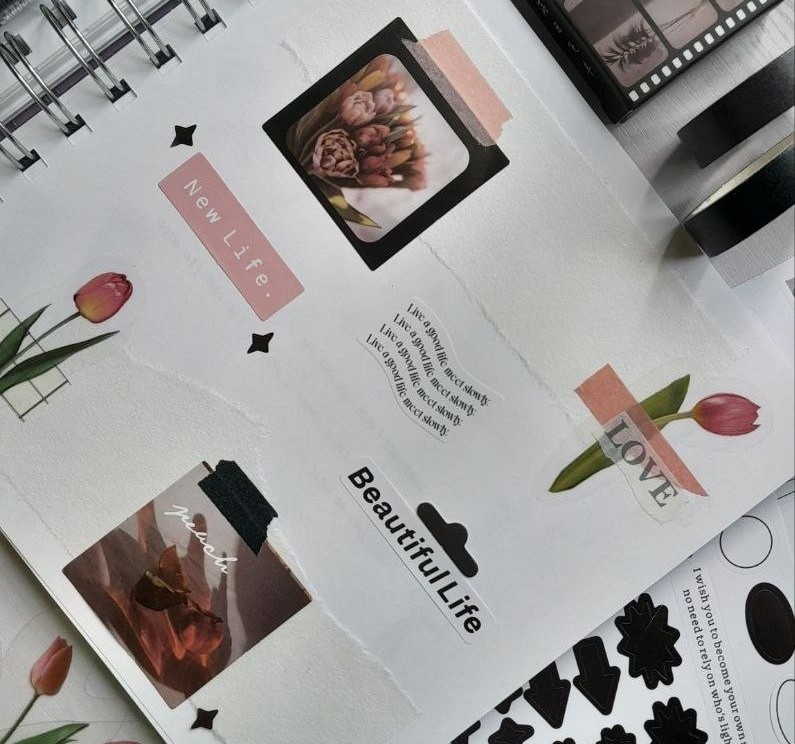 New Life.
Live a good life meet slowly.
Live a good life meet slowly.
Live a good life meet slowly.
Live a good life meet slowly.
LOVE
peach
Beautiful Life
I wish you to become your own
no need to rely on who's ligh